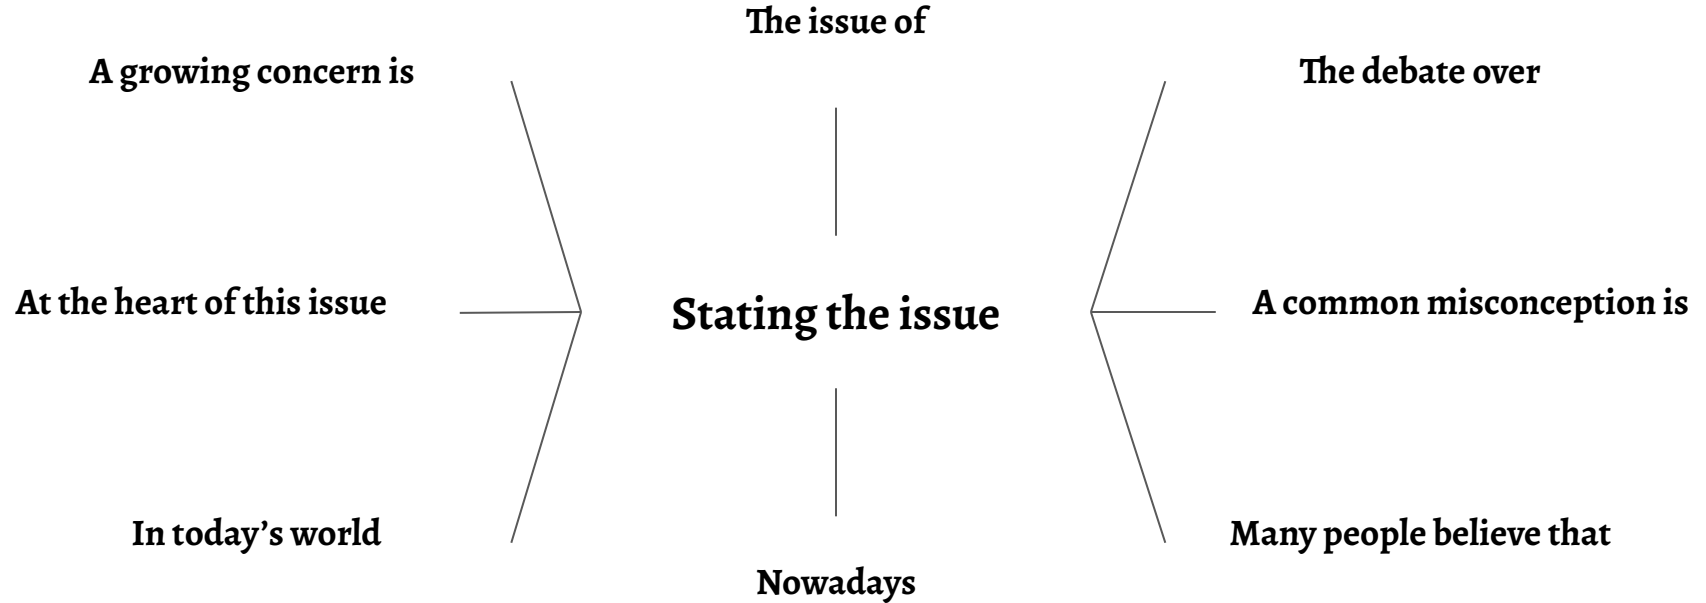 The issue of
A growing concern is
The debate over
At the heart of this issue
Stating the issue
A common misconception is
In today’s world
Many people believe that
Nowadays